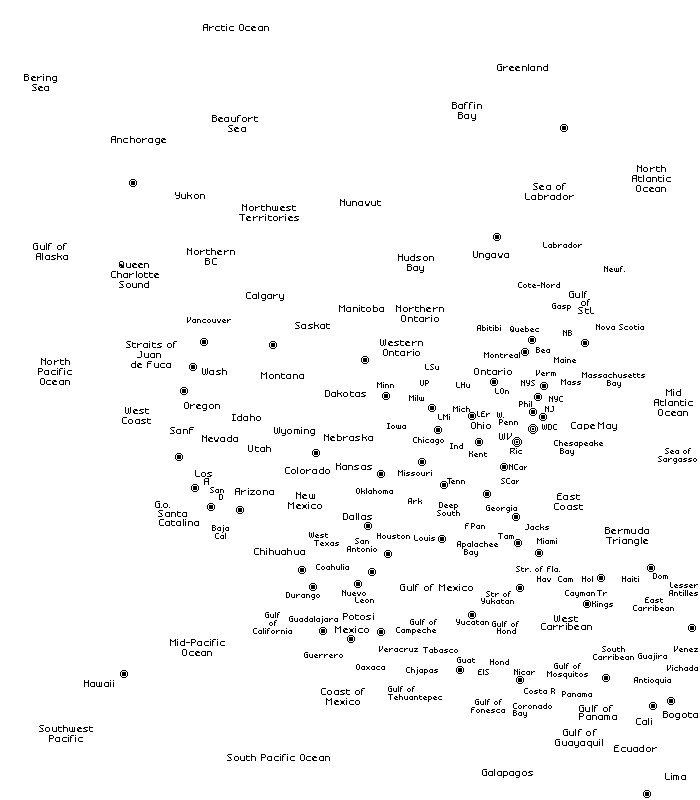 Arctic Ocean
Greenland
Bering
Sea
Baffin
Bay
Beaufort
Sea
Anchorage
North
Atlantic
Ocean
Yukon
Sea of
Labrador
Nunavut
Northwest
Territories
Gulf of
Alaska
Northern
BC
Hudson
Bay
Ungava
Labrador
Queen
Charlotte
Sound
Newf.
Cote-Nord
Calgary
Gulf
of
StL
Gasp
Manitoba
Northern
Ontario
Vancouver
Saskat
Abitibi
Quebec
NB
Nova Scotia
Straits of
Juan
de Fuca
Western
Ontario
Montreal
Bea
Maine
North
Pacific
Ocean
Wash
Montana
LSu
Ontario
Verm
Massachusetts
Bay
Minn
UP
LHu
NYS
Mass
Dakotas
Milw
LOn
NYC
Mid
Atlantic
Ocean
West
Coast
Oregon
Idaho
Mich
LEr
W.
Penn
Phil
NJ
LMi
Iowa
Ohio
WDC
Cape May
Sanf
Nevada
Wyoming
Nebraska
Chicago
Ind
WV
Chesapeake
Bay
Utah
Kent
Ric
Sea of
Sargasso
Los
A
Colorado
Kansas
Missouri
NCar
San
D
Arizona
Oklahoma
Tenn
SCar
New
Mexico
Ark
Deep
South
Georgia
East
Coast
G.o.
Santa
Catalina
Dallas
Baja
Cal
FPan
Jacks
Bermuda
Triangle
West
Texas
San
Antonio
Houston
Louis
Apalachee
Bay
Tam
Miami
Chihuahua
Coahulia
Str. of Fla.
Hav
Cam
Hol
Haiti
Dom
Durango
Nuevo
Leon
Gulf of Mexico
Str of
Yukatan
Cayman Tr
Kings
Lesser
Antilles
East
Carribean
Gulf
of
California
Guadalajara
Potosi
Mexico
Gulf of
Campeche
Yucatan
Gulf of
Hond
West
Carribean
Mid-Pacific
Ocean
Guerrero
Veracruz
Tabasco
South
Carribean
Guajira
Venez
Oaxaca
Chjapas
Guat
ElS
Hond
Nicar
Gulf of
Mosquitos
Vichada
Hawaii
Antioquia
Coast of
Mexico
Gulf of
Tehuantepec
Costa R
Panama
Gulf of
Fonesca
Coronado
Bay
Gulf of
Panama
Cali
Bogota
Southwest
Pacific
Gulf of
Guayaquil
Ecuador
South Pacific Ocean
Galapagos
Lima